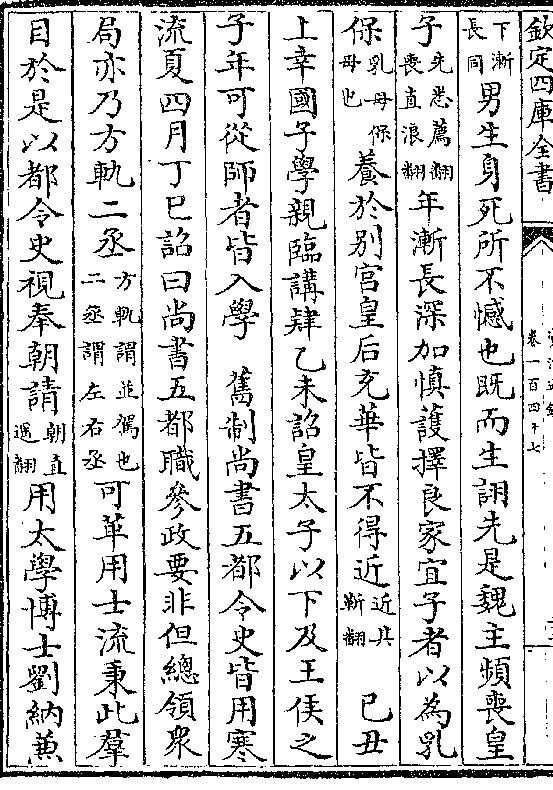 欽定四庫全書
卷一百四十七
下漸長同男生身死所不憾也既而生詡先是魏主頻喪皇
子先悉薦翻喪直浪翻年漸長深加慎護擇良家宜子者以為乳
保乳母保母也養於別宮皇后充華皆不得近近其靳翻 己丑
上幸國子學親臨講肄乙未詔皇太子以下及王侯之
子年可從師者皆入學 舊制尚書五都令史皆用寒
流夏四月丁巳詔曰尚書五都職參政要非但總領衆
局亦乃方軌二丞方軌謂並駕也二丞謂左右丞可革用士流秉此羣
目於是以都令史視奉朝請朝直遥翻用太學博士劉納兼